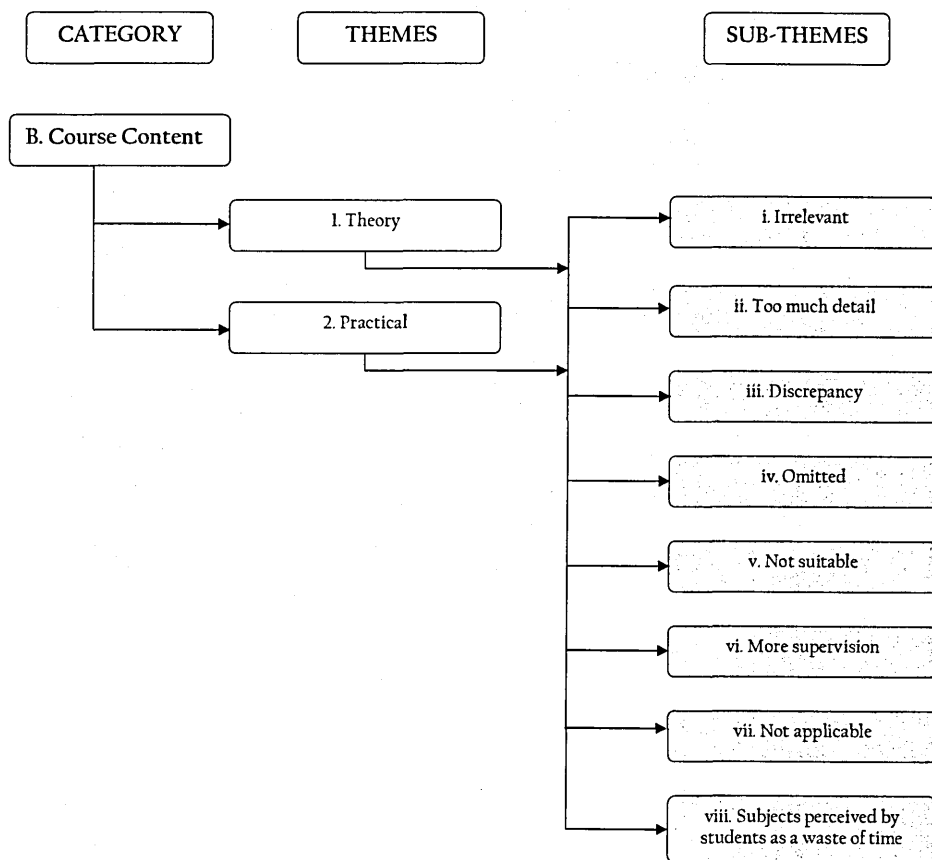 CATEGORY
THEMES
SUB-THEMES
B. Course Content
1. Theory
2. Practical
i. Irrelevant
ii. Too much detail
iii. Discrepancy
iv. Omitted
v. Not suitable
vi. More supervision
vii. Not applicable
viii. Subjects perceived by
students as a waste of time